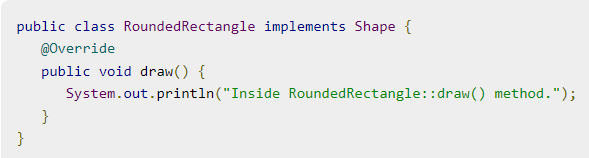 public class RoundedRectangle implements Shape {
   @Override
   public void draw() {
      System.out.println("Inside RoundedRectangle::draw() method.");
   }
}